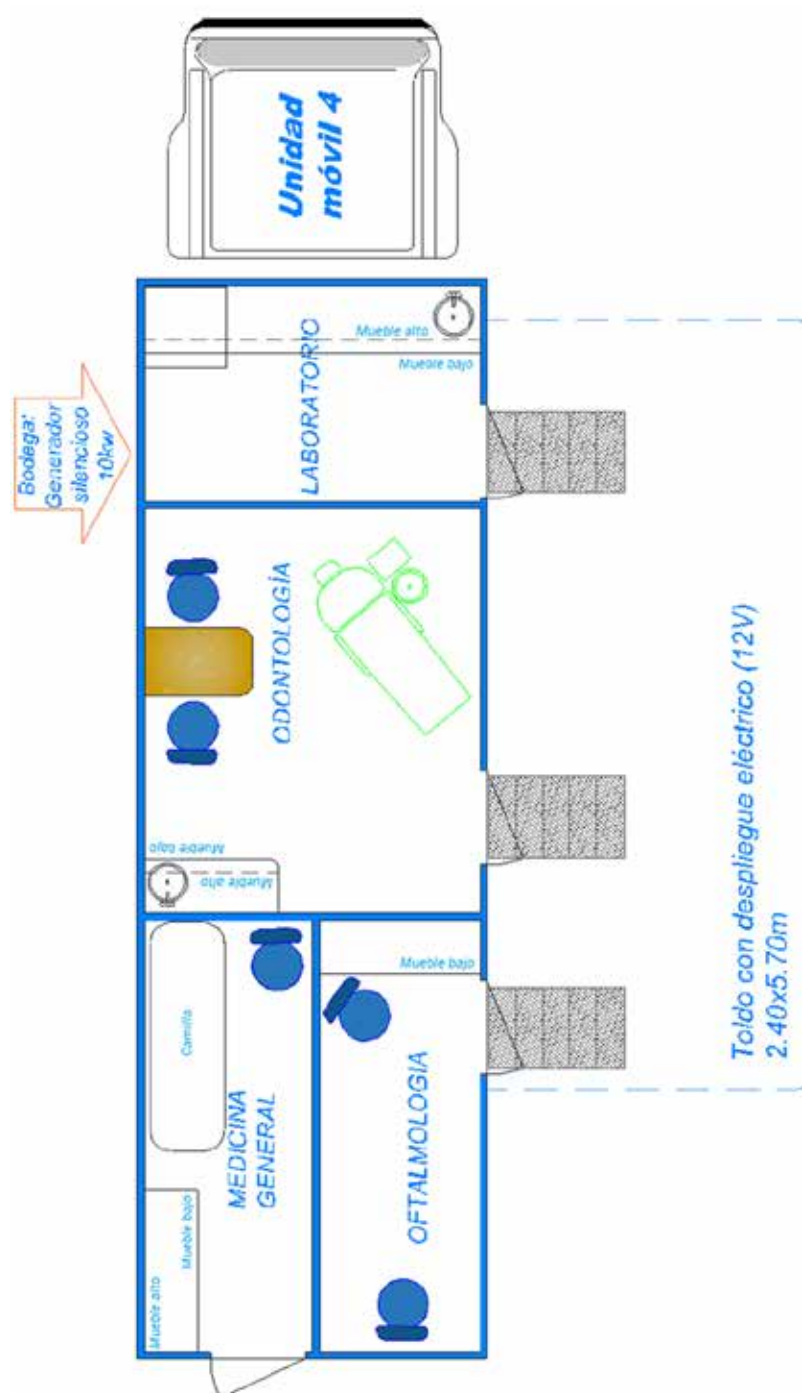 Unidad
móvil 4
Mueble alto
Mueble bajo
LABORATORIO
Bodega:
Generador
silencioso
10kw
ODONTOLOGÍA
Mueble bajo
Mueble alto
Toldo con despliegue eléctrico (12V)
2.40x5.70m
Camilla
MEDICINA
GENERAL
Mueble bajo
Mueble alto
Mueble bajo
OFTALMOLOGIA